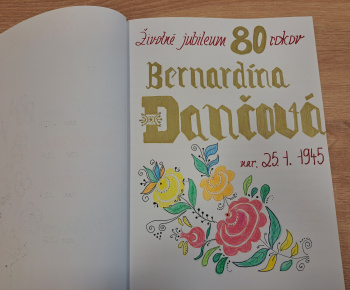 Životné jubileum 80 rokov
Bernardína
Dančová
nar. 25. 1. 1945